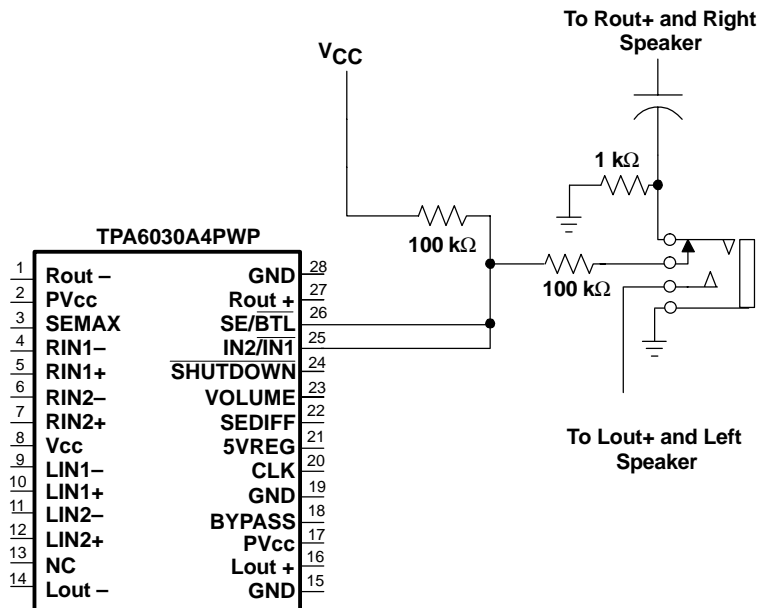 To Rout+ and Right
Speaker
VCC
1 kΩ
100 kΩ
100 kΩ
TPA6030A4PWP
1 Rout – GND 28
2 PVcc Rout + 27
3 SEMAX SE/BTL 26
4 RIN1– IN2/IN1 25
5 RIN1+ SHUTDOWN 24
6 RIN2– VOLUME 23
7 RIN2+ SEDIFF 22
8 Vcc 5VREG 21
9 LIN1– CLK 20
10 LIN1+ GND 19
11 LIN2– BYPASS 18
12 LIN2+ PVcc 17
13 NC Lout + 16
14 Lout – GND 15
To Lout+ and Left
Speaker